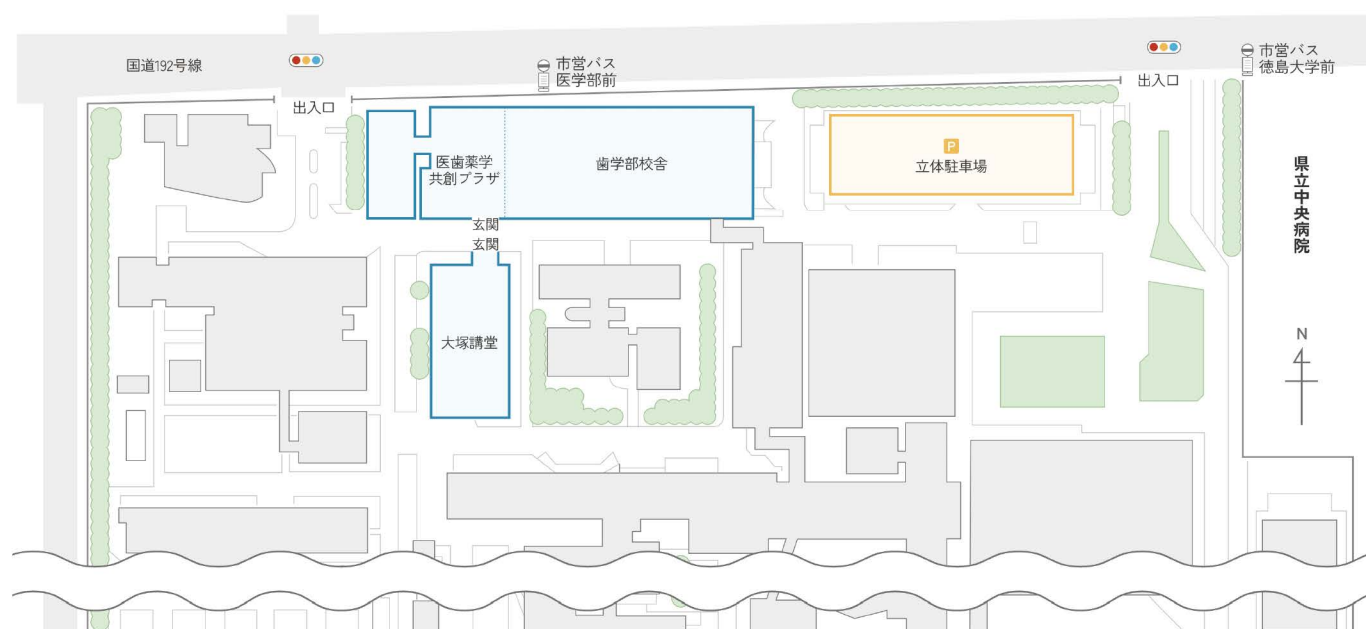 国道192号線
市営バス
医学部前
市営バス
徳島大学前
出入口
出入口
医歯薬学
共創プラザ
歯学部校舎
P
立体駐車場
県立中央病院
玄関
玄関
大塚講堂
N